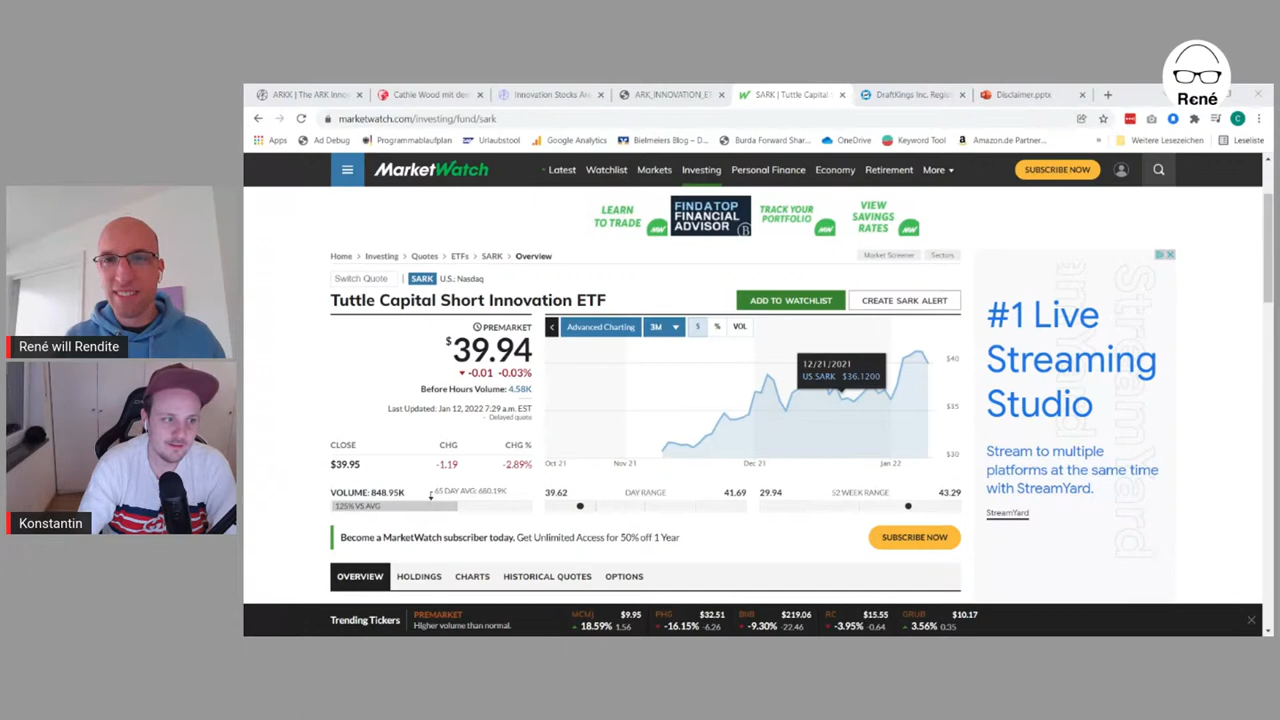 René
ARKK | The ARK Inno
Cathie Wood mit de
Innovation Stocks Are
ARK_INNOVATION_E
SARK | Tuttle Capital
DraftKings Inc. Regis
Disclaimer.pptx
marketwatch.com/investing/fund/sark
Apps
Ad Debug
Programmablaufplan
Urlaubstool
Google Analytics
Bielmeiers Blog – D...
Burda Forward Shar...
OneDrive
Keyword Tool
Amazon.de Partner...
»
Weitere Lesezeichen
Leseliste
MarketWatch
Latest Watchlist Markets Investing Personal Finance Economy Retirement More
SUBSCRIBE NOW
LEARN
TO TRADE
FIND A TOP
FINANCIAL
ADVISOR
TRACK YOUR
PORTFOLIO
VIEW
SAVINGS
RATES
Home > Investing > Quotes > ETFs > SARK > Overview
Market Screener
Sectors
Switch Quote
SARK
U.S.: Nasdaq
Tuttle Capital Short Innovation ETF
ADD TO WATCHLIST
CREATE SARK ALERT
PREMARKET
$39.94
-0.01 -0.03%
Before Hours Volume: 4.58K
Last Updated: Jan 12, 2022 7:29 a.m. EST
Delayed quote
CLOSE CHG CHG %
$39.95 -1.19 -2.89%
VOLUME: 848.95K
65 DAY AVG: 680.19K
125% VS AVG
Advanced Charting
3M
$
%
VOL
12/21/2021
US:SARK $36.1200
$40
$35
$30
Oct 21
Nov 21
Dec 21
Jan 22
39.62 DAY RANGE 41.69
29.94 52 WEEK RANGE 43.29
Become a MarketWatch subscriber today. Get Unlimited Access for 50% off 1 Year
SUBSCRIBE NOW
OVERVIEW HOLDINGS CHARTS HISTORICAL QUOTES OPTIONS
#1 Live
Streaming
Studio
Stream to multiple
platforms at the same time
with StreamYard.
StreamYard
Trending Tickers
PREMARKET
Higher volume than normal.
MCMJ $9.95
18.59% 1.56
PHG $32.51
-16.15% -6.26
BIIB $219.06
-9.30% -22.46
RC $15.55
-3.95% -0.64
GRUB $10.17
3.56% 0.35
René will Rendite
Konstantin